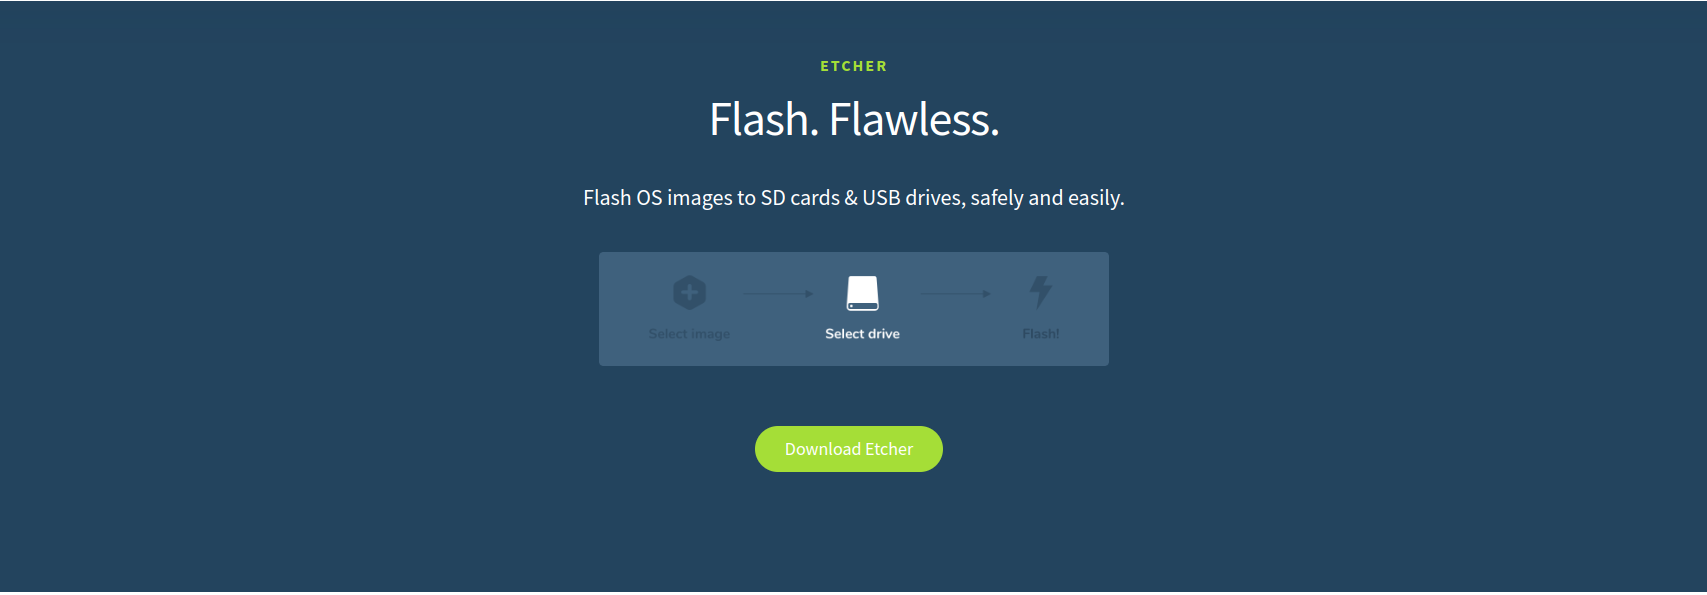 ETCHER
Flash. Flawless.
Flash OS images to SD cards & USB drives, safely and easily.
Select image Select drive Flash!
Download Etcher